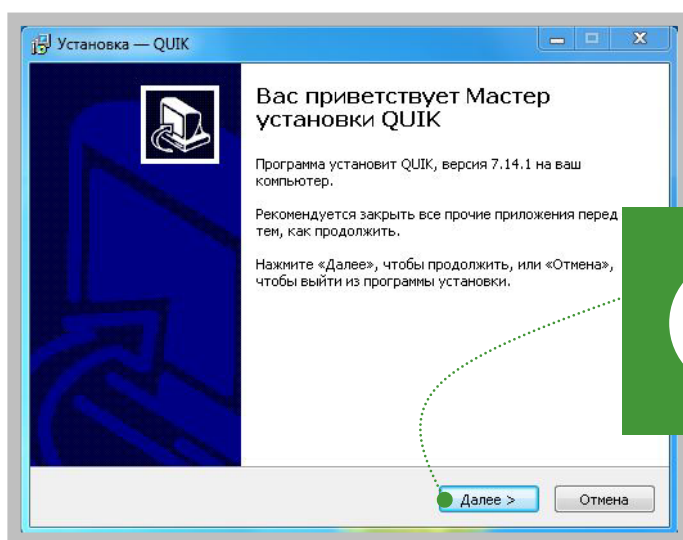 Установка — QUIK
Вас приветствует Мастер
установки QUIK
Программа установит QUIK, версия 7.14.1 на ваш
компьютер.
Рекомендуется закрыть все прочие приложения перед
тем, как продолжить.
Нажмите «Далее», чтобы продолжить, или «Отмена»,
чтобы выйти из программы установки.
Далее >
Отмена